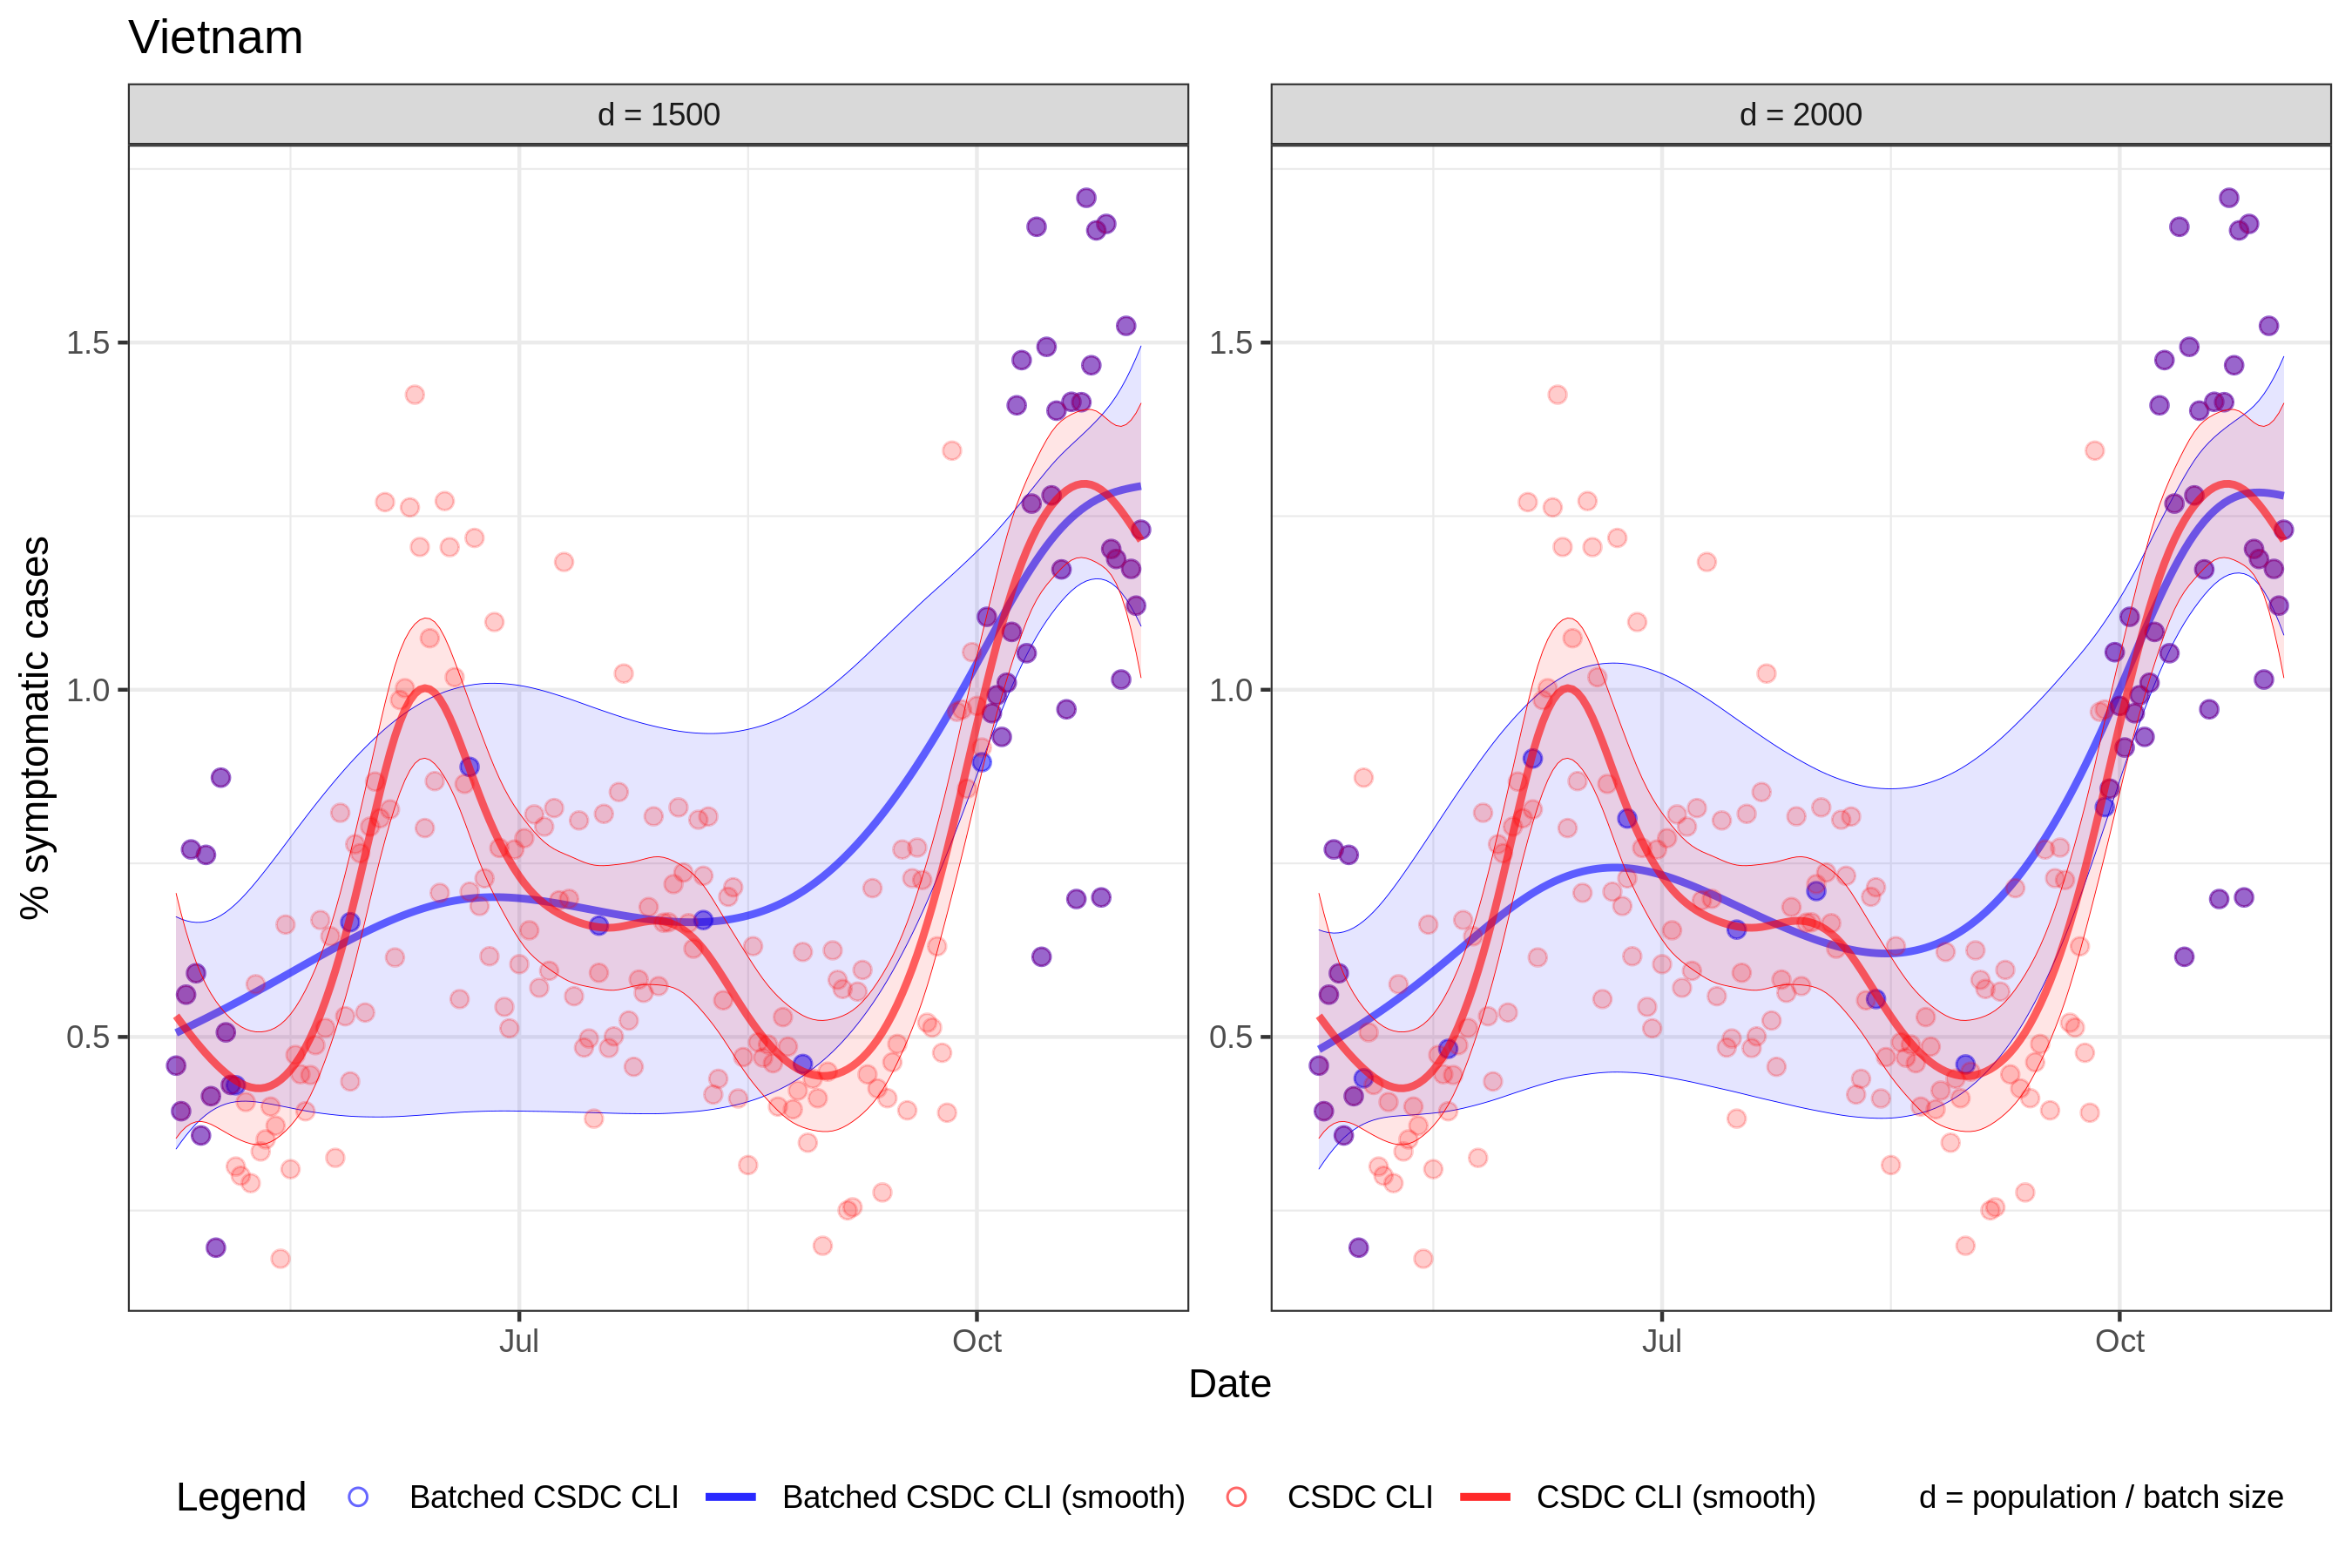 Vietnam
d = 1500
d = 2000
% symptomatic cases
1.5
1.0
0.5
1.5
1.0
0.5
Jul
Oct
Jul
Oct
Date
Legend
Batched CSDC CLI
Batched CSDC CLI (smooth)
CSDC CLI
CSDC CLI (smooth)
d = population / batch size